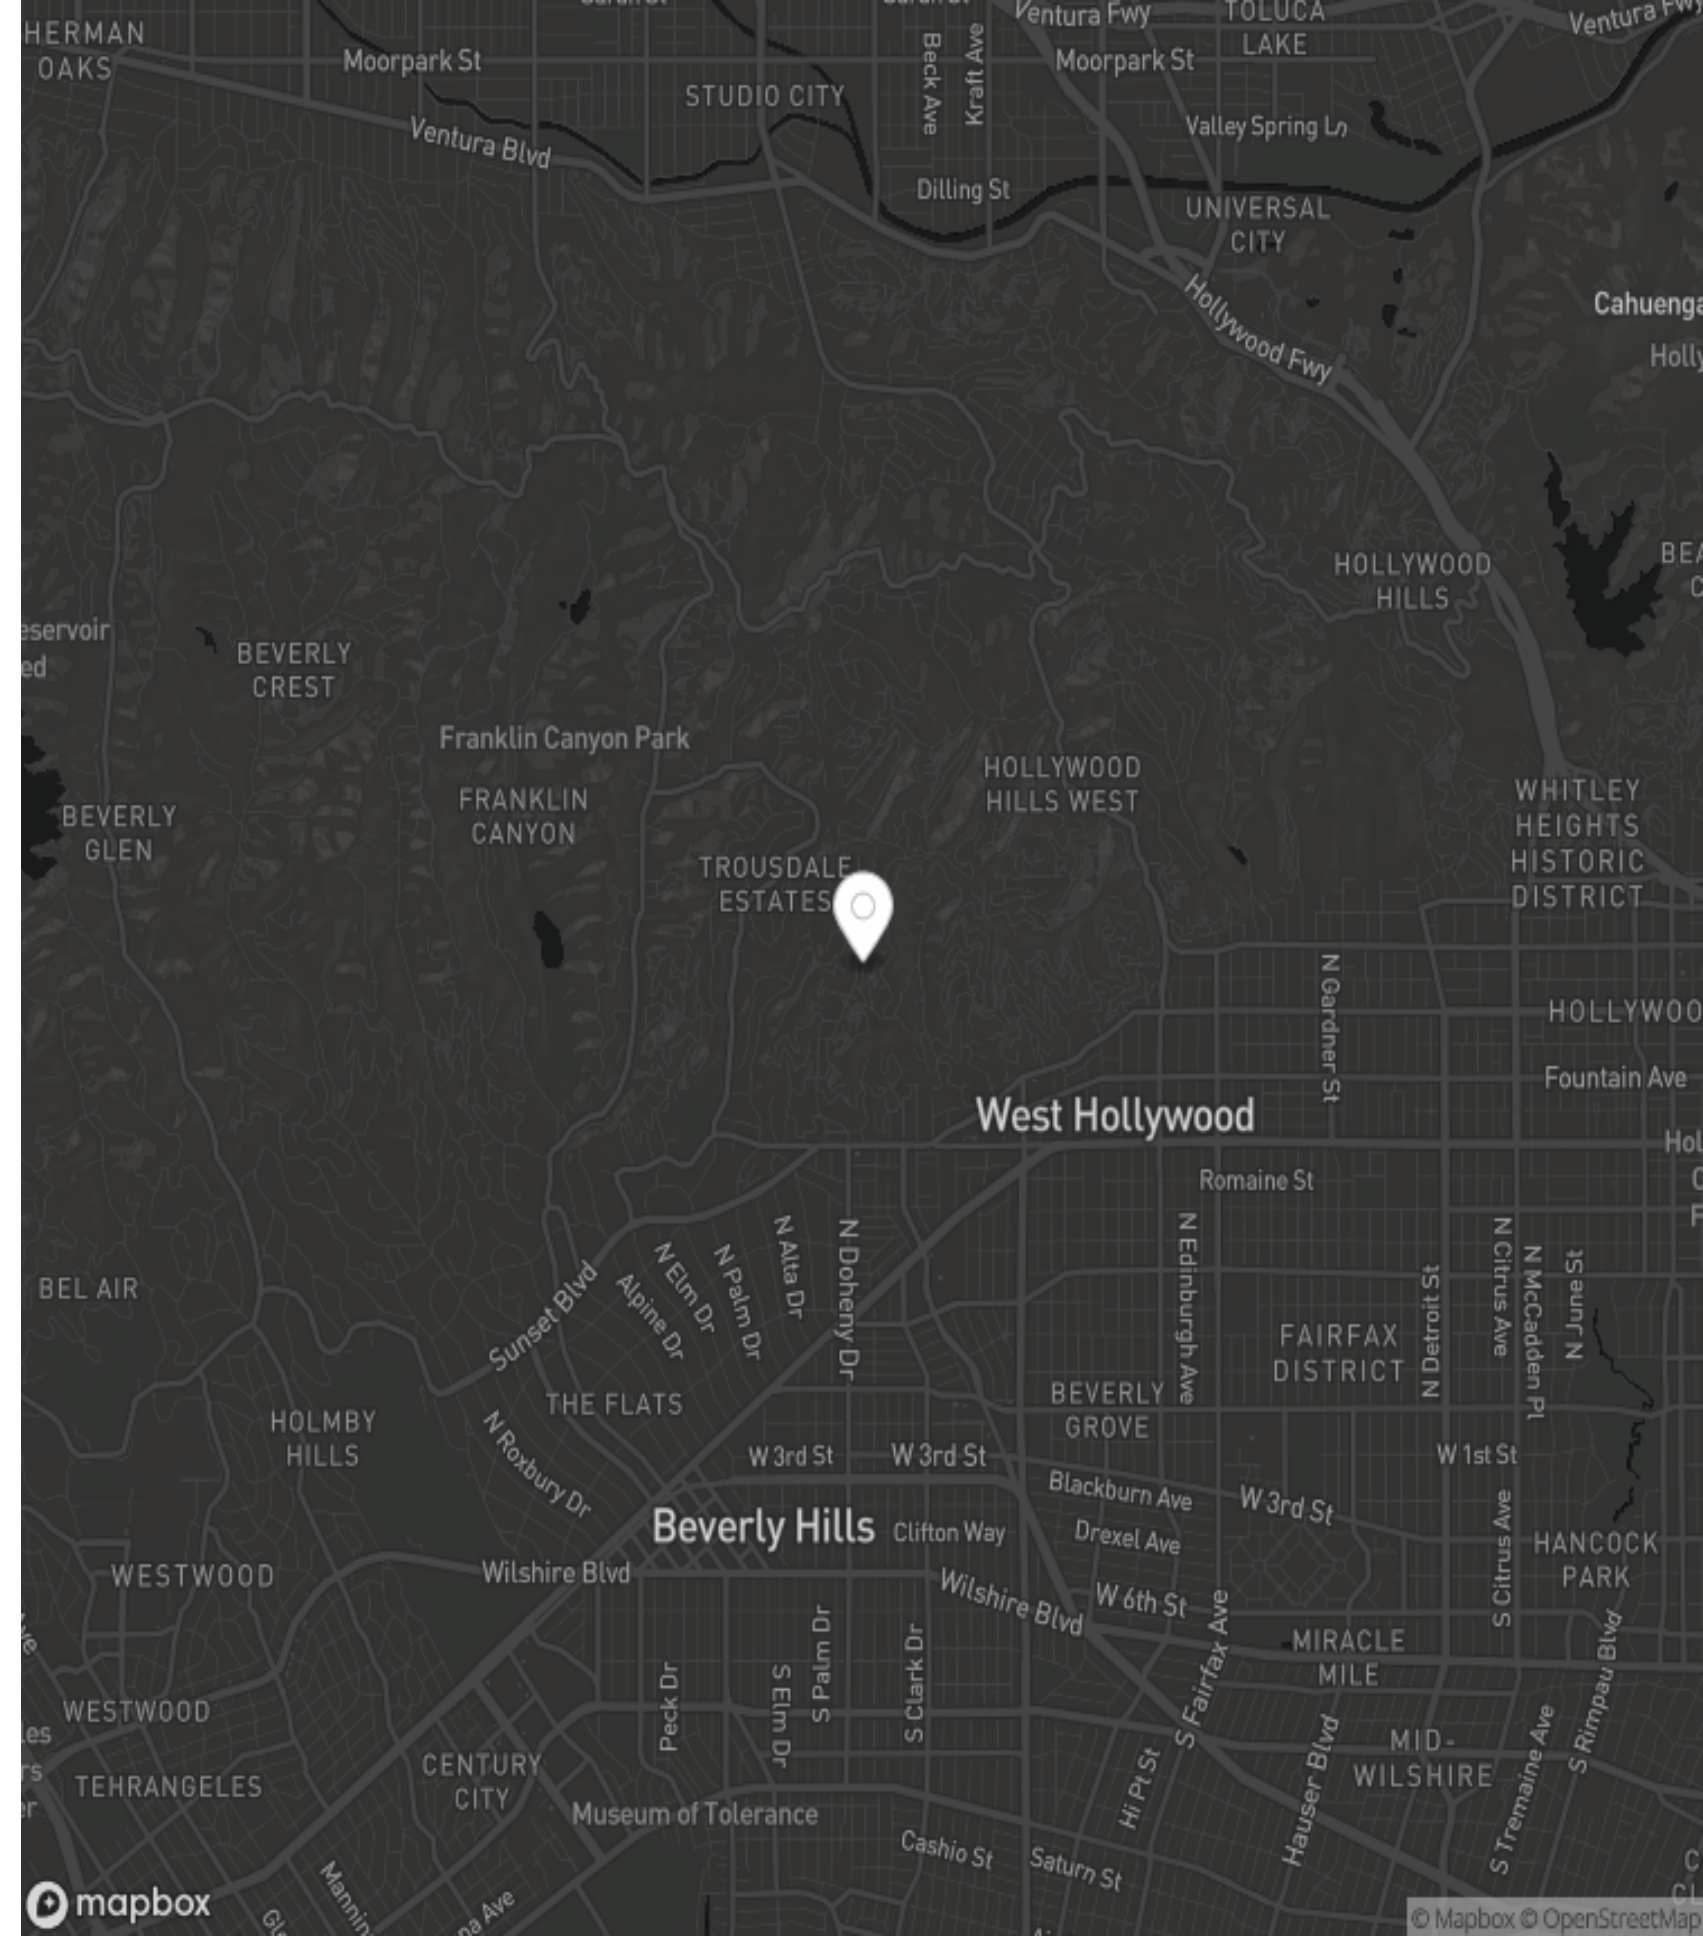 Ventura Fwy
TOLUCA
LAKE
Ventura Fwy
HERMAN
OAKS
Moorpark St
Beck Ave
Kraft Ave
Moorpark St
STUDIO CITY
Valley Spring Ln
Ventura Blvd
Dilling St
UNIVERSAL
CITY
Hollywood Fwy
Cahuenga
Holly
HOLLYWOOD
HILLS
BEA
C
eservoir
ed
BEVERLY
CREST
Franklin Canyon Park
HOLLYWOOD
HILLS WEST
FRANKLIN
CANYON
WHITLEY
HEIGHTS
HISTORIC
DISTRICT
BEVERLY
GLEN
TROUSDALE
ESTATES
N Gardner St
HOLLYWOO
Fountain Ave
West Hollywood
Hol
C
F
Romaine St
N Alta Dr
N Doheny Dr
N Edinburgh Ave
N Citrus Ave
N McCadden Pl
N June St
N Elm Dr
N Palm Dr
Alpine Dr
BEL AIR
Sunset Blvd
N Detroit St
FAIRFAX
DISTRICT
THE FLATS
BEVERLY
GROVE
HOLMBY
HILLS
N Roxbury Dr
W 3rd St
W 3rd St
W 1st St
Blackburn Ave
W 3rd St
Beverly Hills
Clifton Way
Drexel Ave
S Citrus Ave
HANCOCK
PARK
WESTWOOD
Wilshire Blvd
Wilshire Blvd
W 6th St
S Fairfax Ave
MIRACLE
MILE
S Rimpau Blvd
S Palm Dr
S Clark Dr
Peck Dr
S Elm Dr
WESTWOOD
les
rs
er
TEHRANGELES
CENTURY
CITY
Hi Pt St
Hauser Blvd
MID-
WILSHIRE
S Tremaine Ave
Museum of Tolerance
Cashio St
Saturn St
Mannin
mapbox
© Mapbox © OpenStreetMap